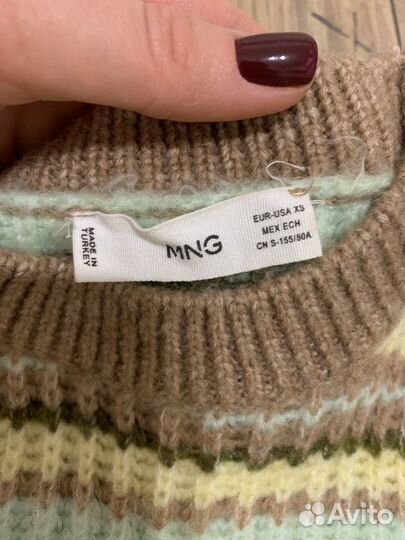 MADE IN
TURKEY
MNG
EUR-USA XS
MEX ECH
CN S-155/80A
Avito